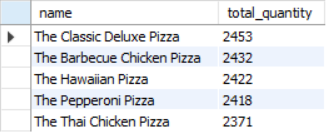 name total_quantity
The Classic Deluxe Pizza 2453
The Barbecue Chicken Pizza 2432
The Hawaiian Pizza 2422
The Pepperoni Pizza 2418
The Thai Chicken Pizza 2371